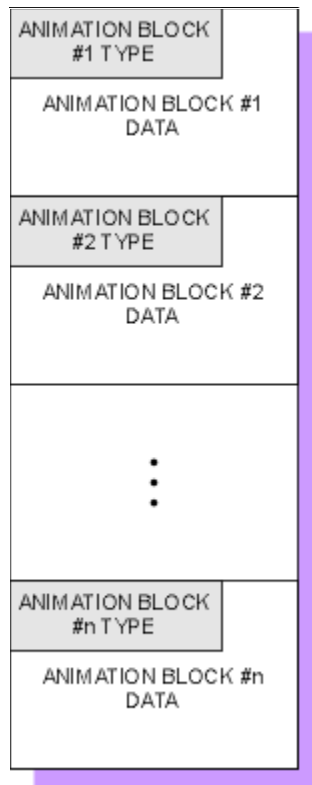 ANIMATION BLOCK
#1 TYPE
ANIMATION BLOCK #1
DATA
ANIMATION BLOCK
#2 TYPE
ANIMATION BLOCK #2
DATA
ANIMATION BLOCK
#n TYPE
ANIMATION BLOCK #n
DATA